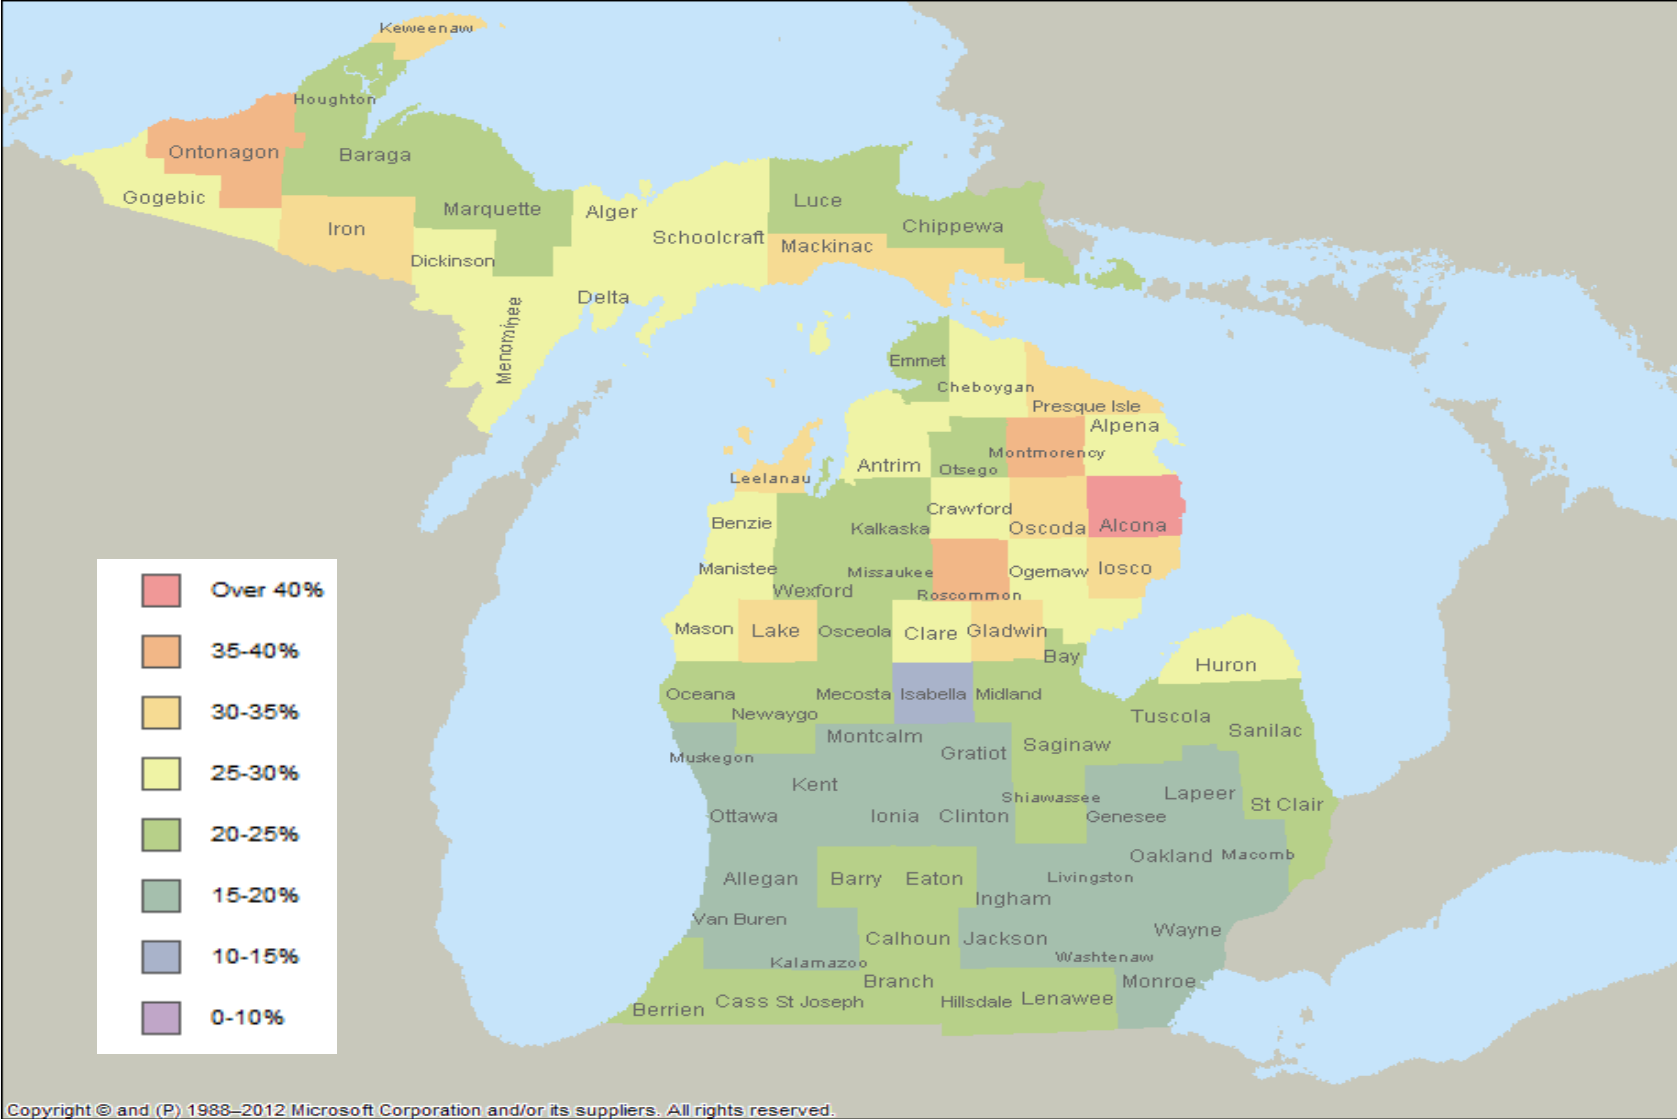 Keweenaw
Houghton
Ontonagon
Baraga
Gogebic
Marquette
Alger
Luce
Iron
Schoolcraft
Chippewa
Mackinac
Dickinson
Delta
Menominee
Emmet
Cheboygan
Presque Isle
Alpena
Montmorency
Antrim
Otsego
Leelanau
Crawford
Benzie
Kalkaska
Oscoda
Alcona
Manistee
Missaukee
Ogemaw
Iosco
Wexford
Roscommon
Mason
Lake
Osceola
Clare
Gladwin
Bay
Huron
Oceana
Mecosta
Isabella
Midland
Newaygo
Tuscola
Sanilac
Montcalm
Gratiot
Saginaw
Muskegon
Kent
Shiawassee
Lapeer
St Clair
Ottawa
Ionia
Clinton
Genesee
Oakland
Macomb
Allegan
Barry
Eaton
Livingston
Ingham
Van Buren
Calhoun
Jackson
Wayne
Kalamazoo
Washtenaw
Branch
Monroe
Berrien
Cass
St Joseph
Hillsdale
Lenawee
Over 40%
35-40%
30-35%
25-30%
20-25%
15-20%
10-15%
0-10%
Copyright © and (P) 1988–2012 Microsoft Corporation and/or its suppliers. All rights reserved.